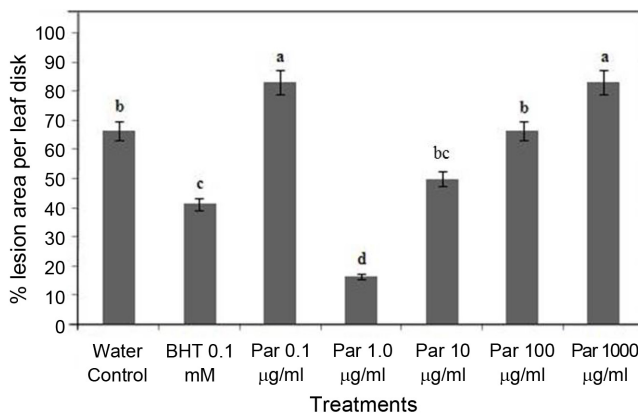 % lesion area per leaf disk
100
90
80
70
60
50
40
30
20
10
0
b
c
a
d
bc
b
a
Water Control
BHT 0.1 mM
Par 0.1 μg/ml
Par 1.0 μg/ml
Par 10 μg/ml
Par 100 μg/ml
Par 1000 μg/ml
Treatments